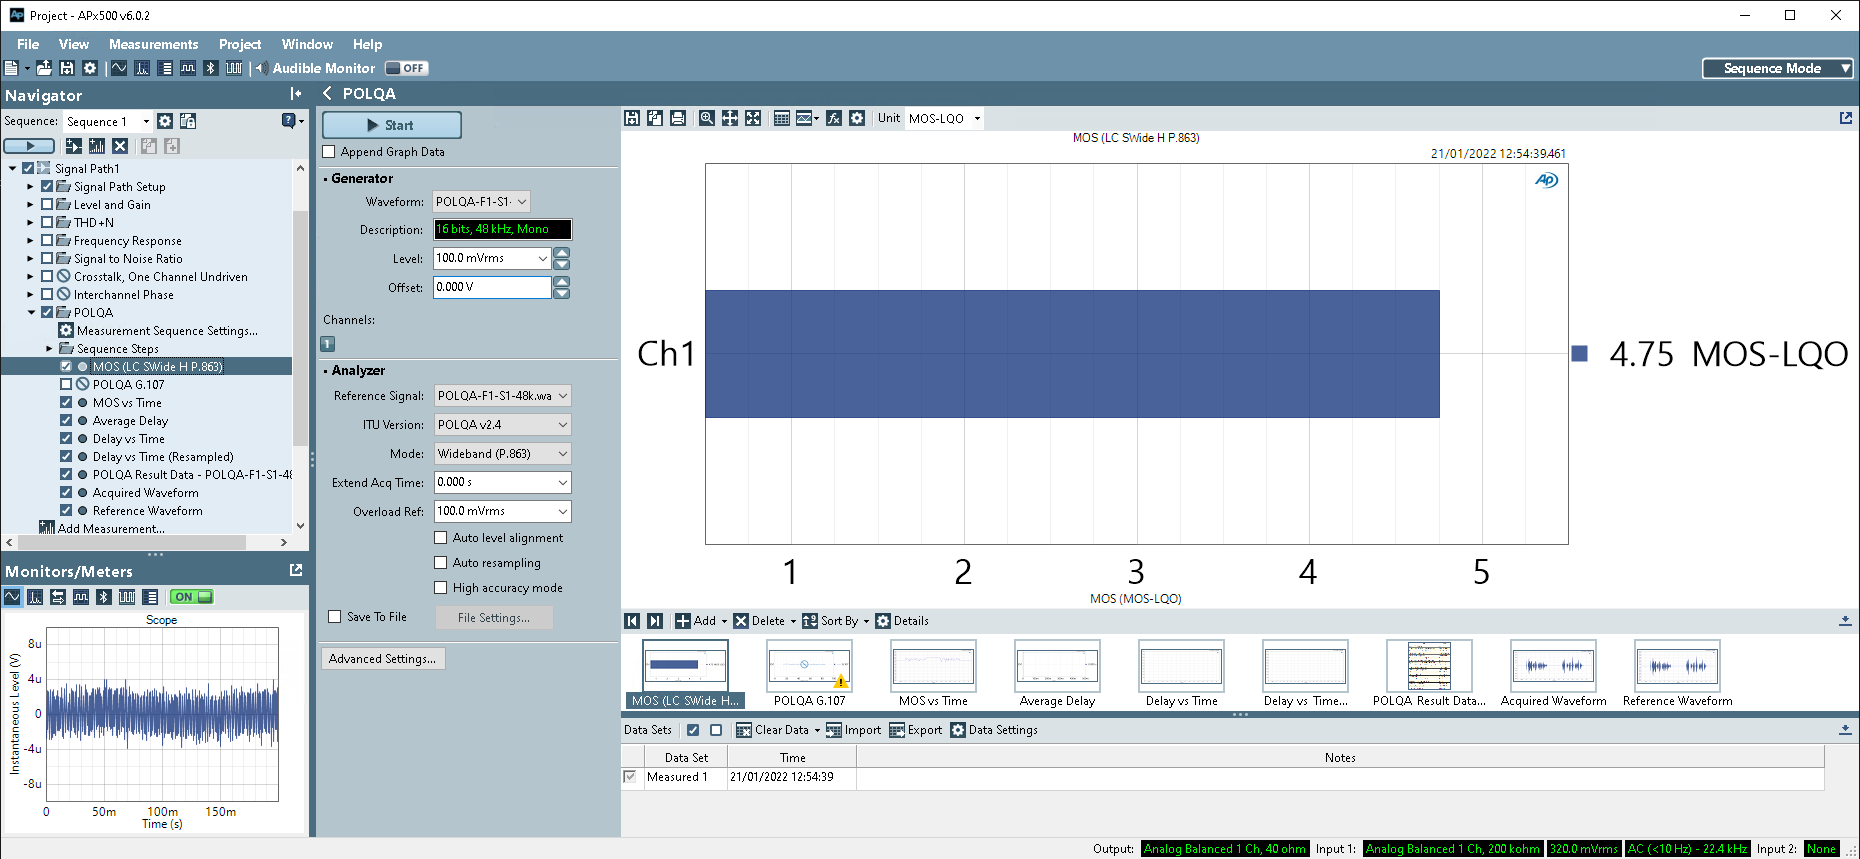 Project - APx500 v6.0.2
File View Measurements Project Window Help
Audible Monitor OFF
Sequence Mode
Navigator
Sequence: Sequence 1
Signal Path1
Signal Path Setup
Level and Gain
THD+N
Frequency Response
Signal to Noise Ratio
Crosstalk, One Channel Undriven
Interchannel Phase
POLQA
Measurement Sequence Settings...
Sequence Steps
MOS (LC SWide H P.863)
POLQA G.107
MOS vs Time
Average Delay
Delay vs Time
Delay vs Time (Resampled)
POLQA Result Data - POLQA-F1-S1-48
Acquired Waveform
Reference Waveform
Add Measurement...
Monitors/Meters
ON
Scope
Instantaneous Level (V)
8u
4u
0
-4u
-8u
0 50m 100m 150m
Time (s)
POLQA
Start
Append Graph Data
Generator
Waveform: POLQA-F1-S1-
Description: 16 bits, 48 kHz, Mono
Level: 100.0 mVrms
Offset: 0.000 V
Channels:
1
Analyzer
Reference Signal: POLQA-F1-S1-48k.wa
ITU Version: POLQA v2.4
Mode: Wideband (P.863)
Extend Acq Time: 0.000 s
Overload Ref: 100.0 mVrms
Auto level alignment
Auto resampling
High accuracy mode
Save To File File Settings...
Advanced Settings...
Unit MOS-LQO
MOS (LC SWide H P.863)
21/01/2022 12:54:39.461
AP
Ch1
4.75 MOS-LQO
1 2 3 4 5
MOS (MOS-LQO)
Add Delete Sort By Details
MOS (LC SWide H... POLQA G.107 MOS vs Time Average Delay Delay vs Time Delay vs Time... POLQA Result Data... Acquired Waveform Reference Waveform
Data Sets Clear Data Import Export Data Settings
Data Set Time Notes
Measured 1 21/01/2022 12:54:39
Output: Analog Balanced 1 Ch, 40 ohm Input 1: Analog Balanced 1 Ch, 200 kohm 320.0 mVrms AC (<10 Hz) - 22.4 kHz Input 2: None